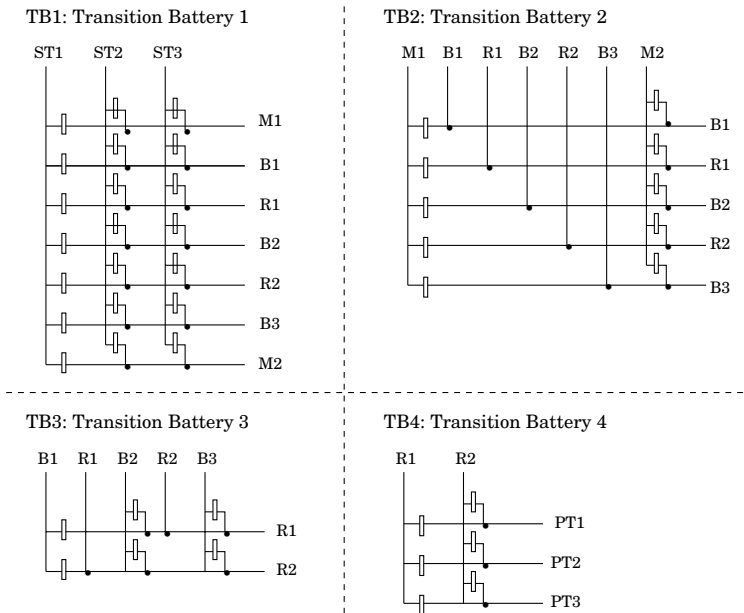 TB1: Transition Battery 1
ST1 ST2 ST3
M1
B1
R1
B2
R2
B3
M2
TB2: Transition Battery 2
M1 B1 R1 B2 R2 B3 M2
B1
R1
B2
R2
B3
TB3: Transition Battery 3
B1 R1 B2 R2 B3
R1
R2
TB4: Transition Battery 4
R1 R2
PT1
PT2
PT3